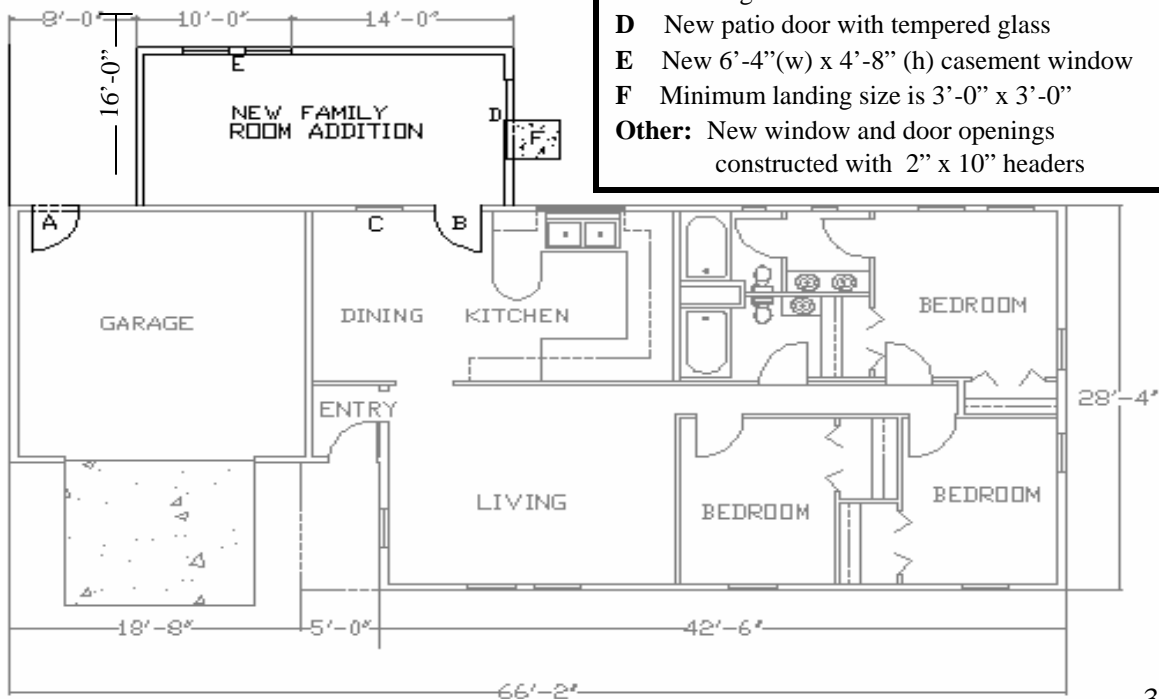 8'-0"
10'-0"
14'-0"
16'-0”
D New patio door with tempered glass
E New 6’-4”(w) x 4’-8” (h) casement window
F Minimum landing size is 3’-0” x 3’-0”
Other: New window and door openings
constructed with 2” x 10” headers
E
NEW FAMILY
ROOM ADDITION
D
F
A
C
B
GARAGE
DINING
KITCHEN
BEDROOM
ENTRY
28'-4"
LIVING
BEDROOM
BEDROOM
18'-8"
5'-0"
42'-6"
66'-2"
3